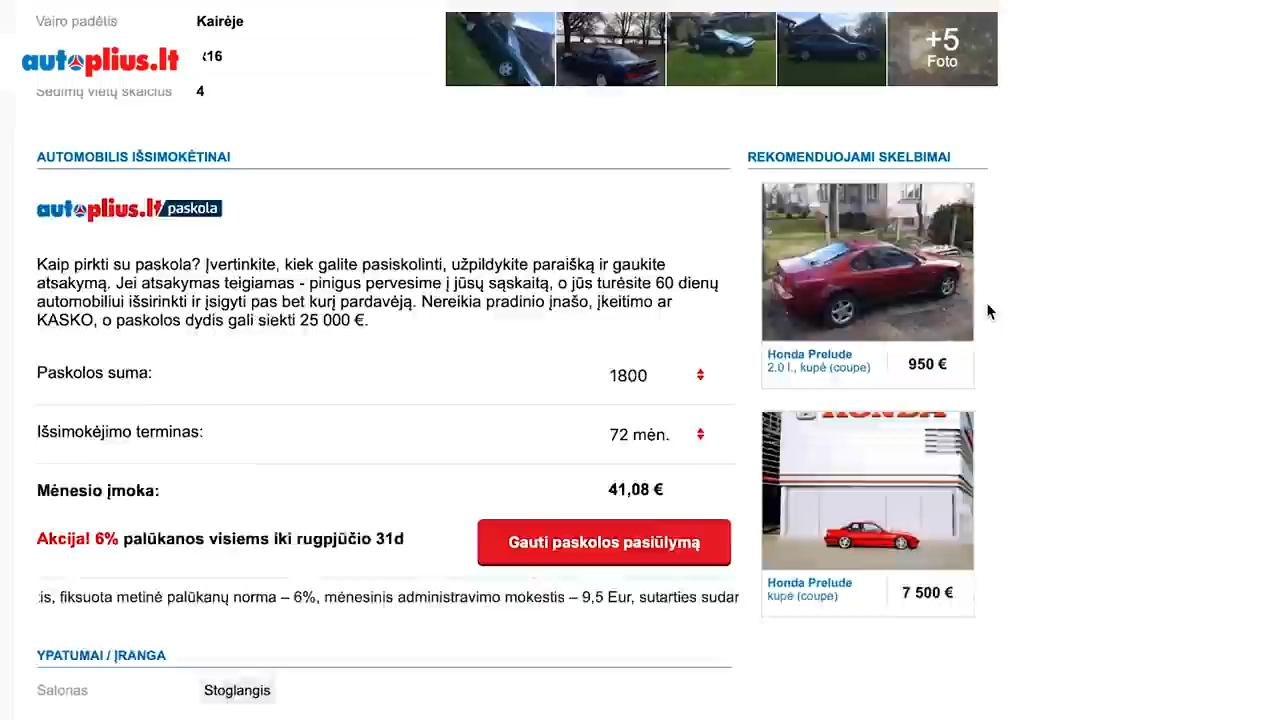 Vairo padėtis Kairėje
autoplius.lt
R16
Sėdimų vietų skaičius 4
+5
Foto
AUTOMOBILIS IŠSIMOKĖTINAI
autoplius.lt paskola
Kaip pirkti su paskola? Įvertinkite, kiek galite pasiskolinti, užpildykite paraišką ir gaukite
atsakymą. Jei atsakymas teigiamas - pinigus pervesime į jūsų sąskaitą, o jūs turėsite 60 dienų
automobiliui išsirinkti ir įsigyti pas bet kurį pardavėją. Nereikia pradinio įnašo, įkeitimo ar
KASKO, o paskolos dydis gali siekti 25 000 €.
Paskolos suma: 1800
Išsimokėjimo terminas: 72 mėn.
Mėnesio įmoka: 41,08 €
Akcija! 6% palūkanos visiems iki rugpjūčio 31d
Gauti paskolos pasiūlymą
is, fiksuota metinė palūkanų norma – 6%, mėnesinis administravimo mokestis – 9,5 Eur, sutarties sudar
YPATUMAI / ĮRANGA
Salonas Stoglangis
REKOMENDUOJAMI SKELBIMAI
Honda Prelude
2.0 l., kupė (coupe)
950 €
HONDA
Honda Prelude
kupė (coupe)
7 500 €